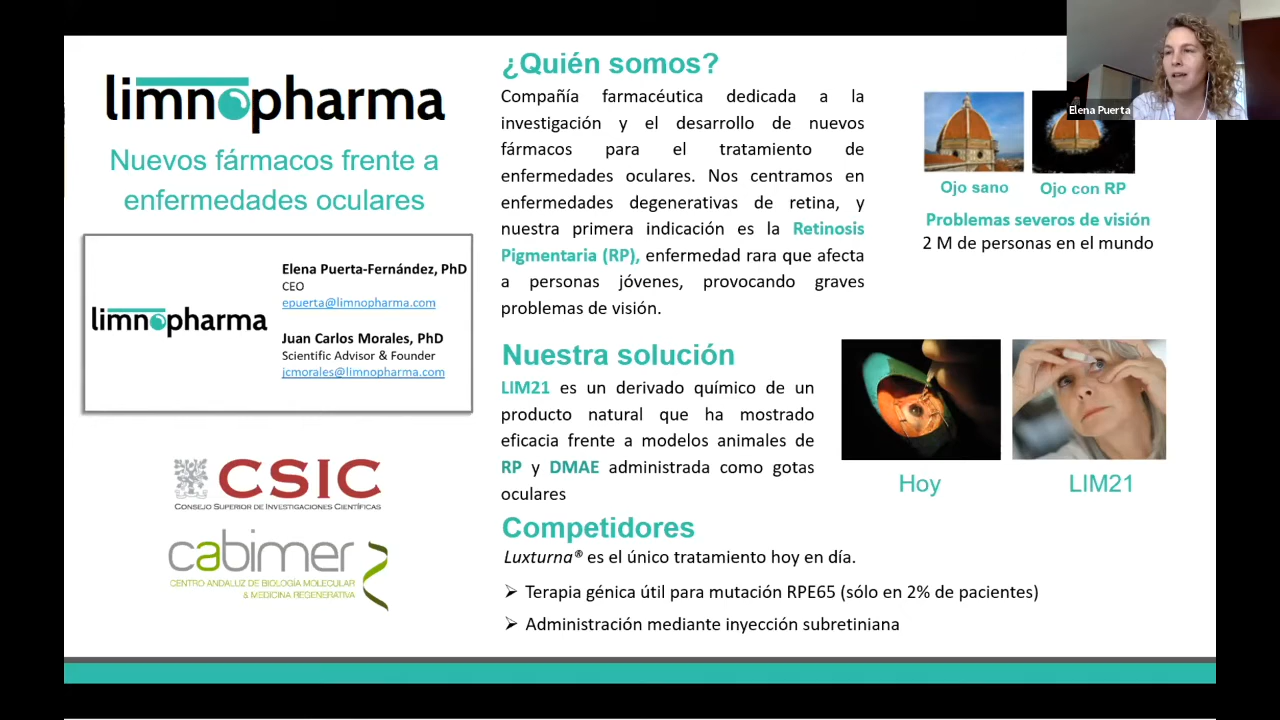 limnopharma
Nuevos fármacos frente a
enfermedades oculares
limnopharma
Elena Puerta-Fernández, PhD
CEO
epuerta@limnopharma.com
Juan Carlos Morales, PhD
Scientific Advisor & Founder
jcmorales@limnopharma.com
CSIC
CONSEJO SUPERIOR DE INVESTIGACIONES CIENTÍFICAS
cabimer
CENTRO ANDALUZ DE BIOLOGÍA MOLECULAR
& MEDICINA REGENERATIVA
¿Quién somos?
Compañía farmacéutica dedicada a la
investigación y el desarrollo de nuevos
fármacos para el tratamiento de
enfermedades oculares. Nos centramos en
enfermedades degenerativas de retina, y
nuestra primera indicación es la Retinosis
Pigmentaria (RP), enfermedad rara que afecta
a personas jóvenes, provocando graves
problemas de visión.
Nuestra solución
LIM21 es un derivado químico de un
producto natural que ha mostrado
eficacia frente a modelos animales de
RP y DMAE administrada como gotas
oculares
Competidores
Luxturna® es el único tratamiento hoy en día.
➢ Terapia génica útil para mutación RPE65 (sólo en 2% de pacientes)
➢ Administración mediante inyección subretiniana
Elena Puerta
Ojo sano
Ojo con RP
Problemas severos de visión
2 M de personas en el mundo
Hoy
LIM21